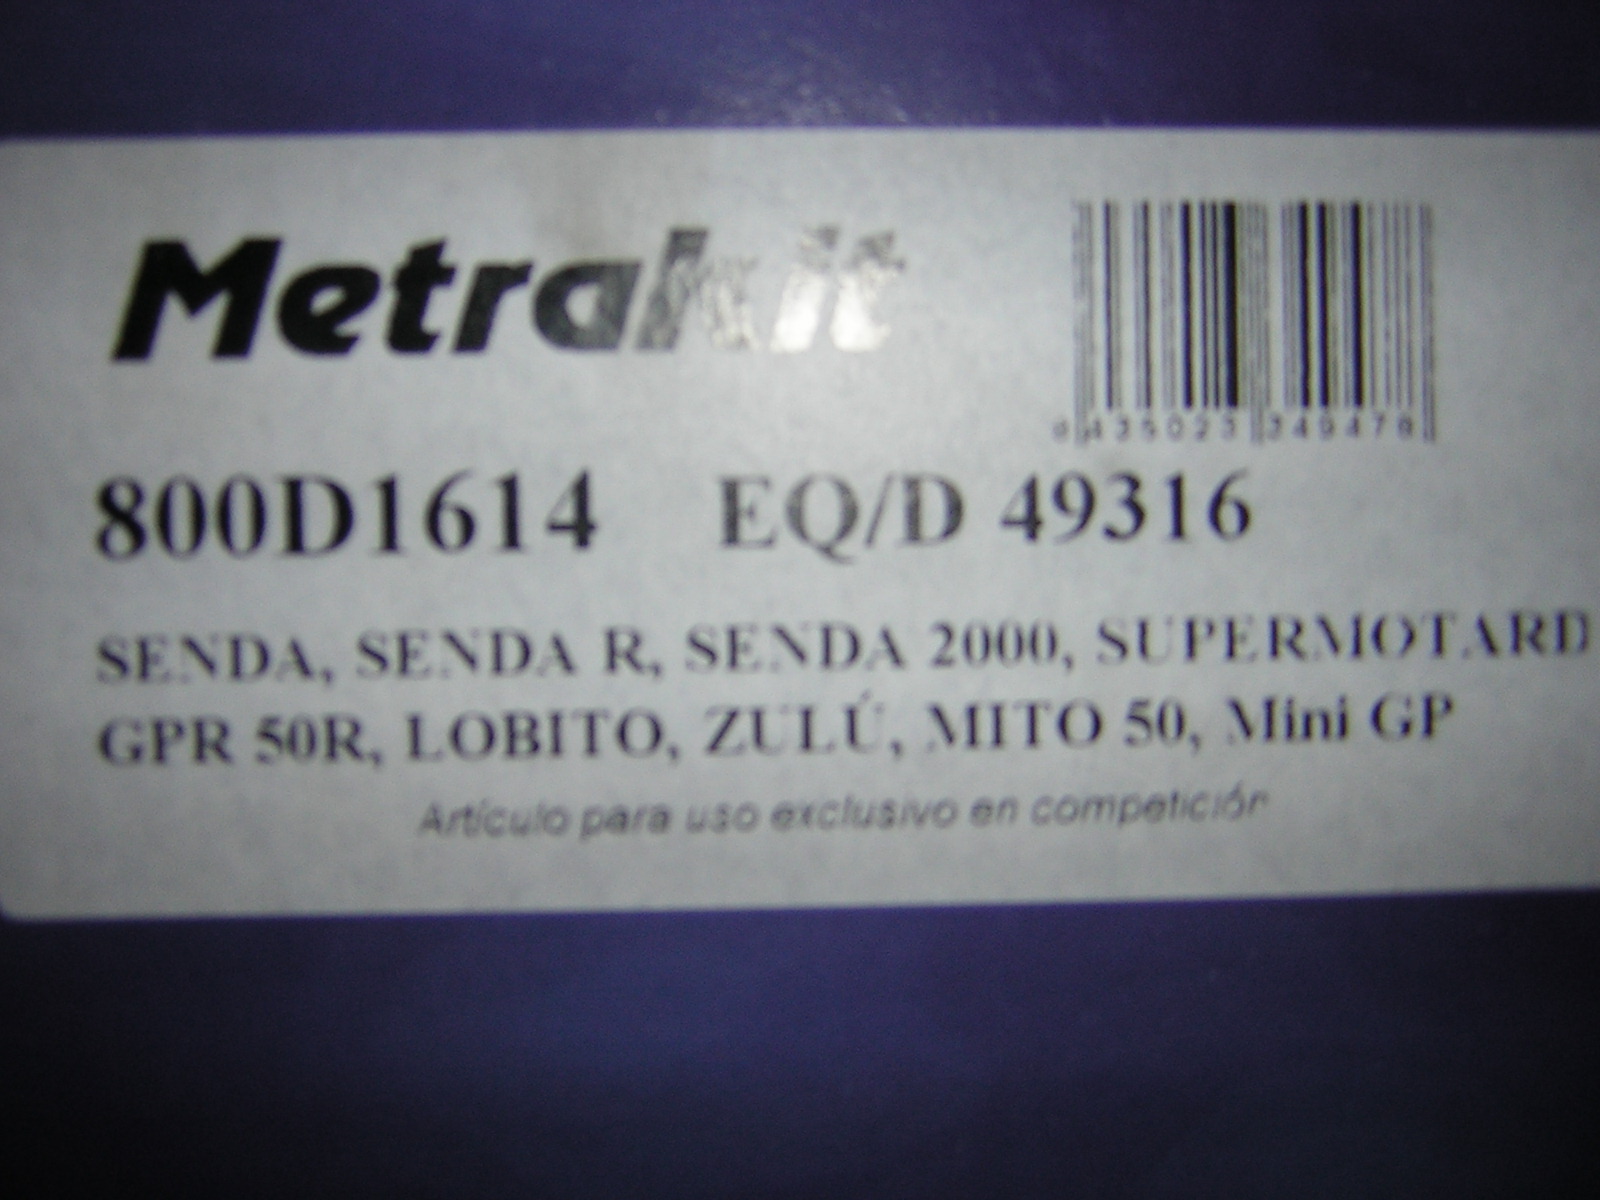 Metrakit
800D1614 EQ/D 49316
SENDA, SENDA R, SENDA 2000, SUPERMOTARD
GPR 50R, LOBITO, ZULÚ, MITO 50, Mini GP
Artículo para uso exclusivo en competición